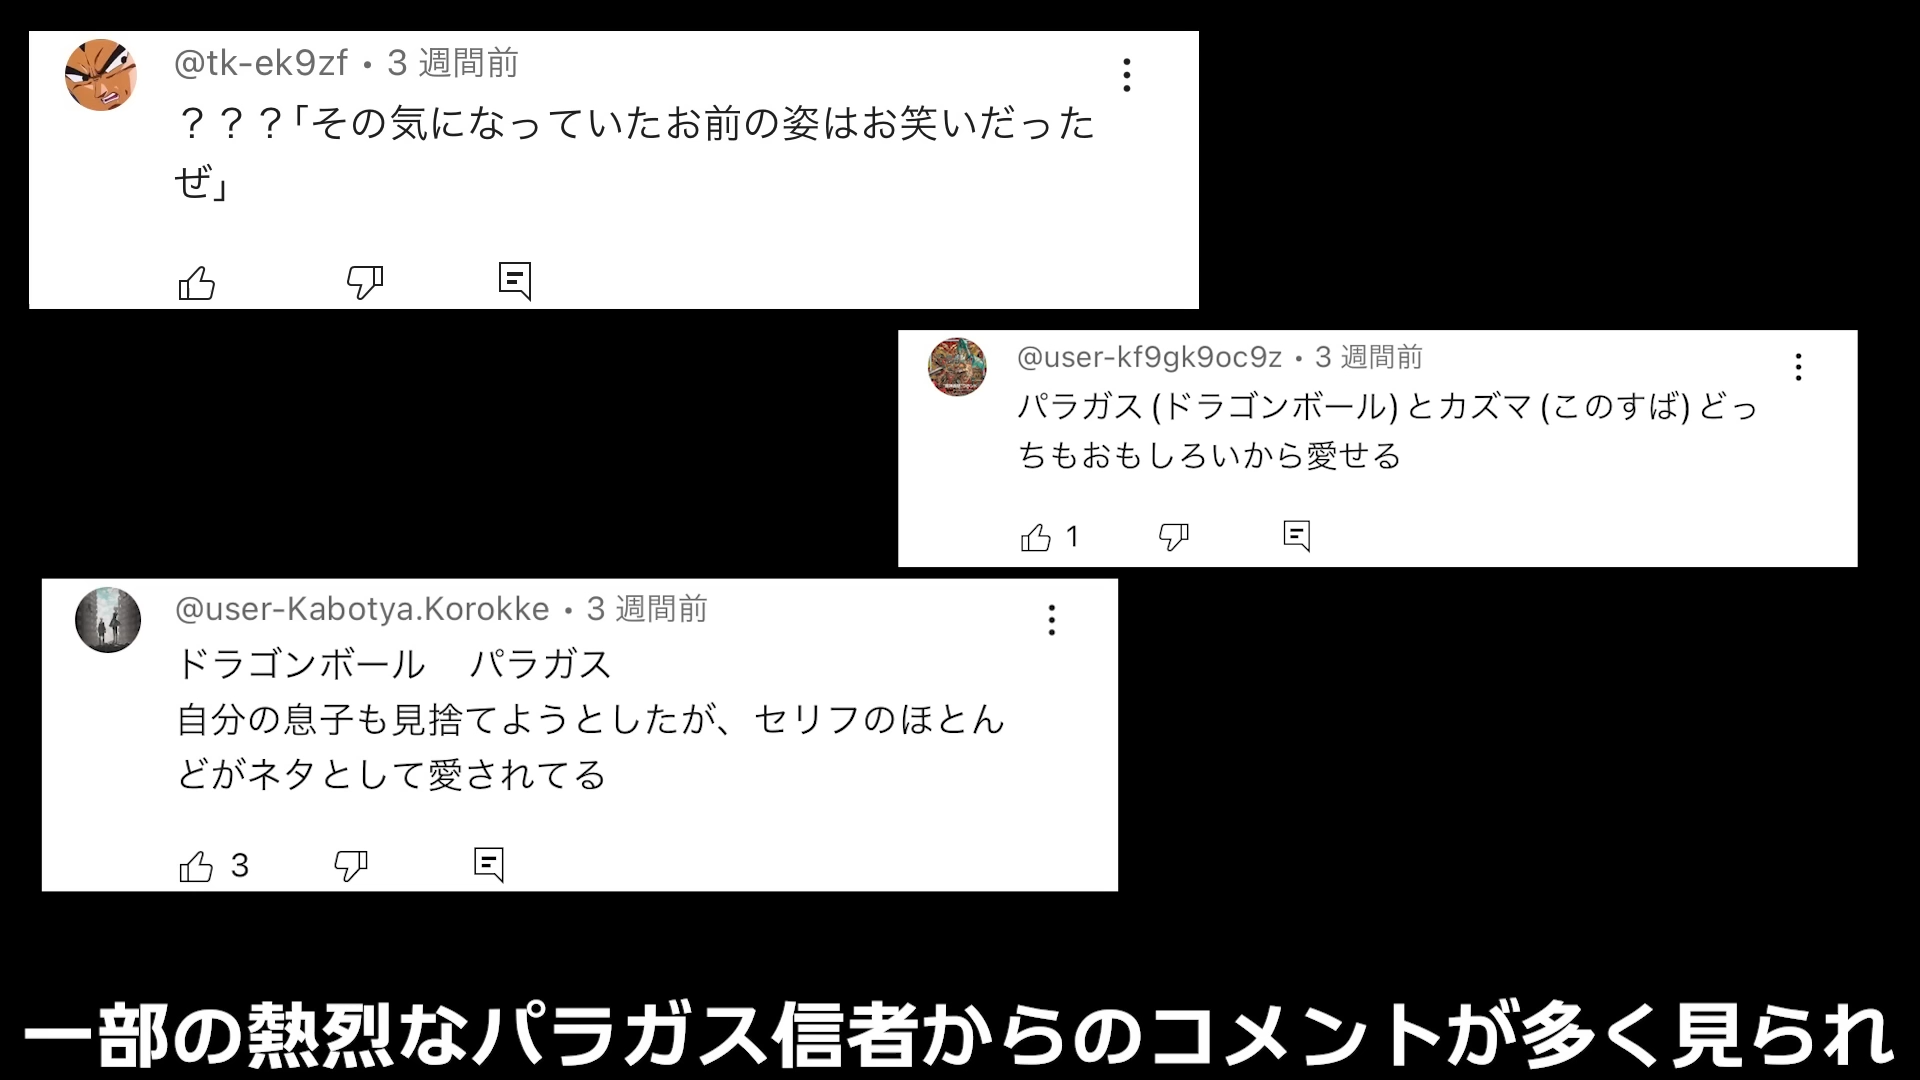 @tk-ek9zf・3 週間前
？？？「その気になっていたお前の姿はお笑いだった
ぜ」
@user-kf9gk9oc9z・3 週間前
パラガス(ドラゴンボール)とカズマ(このすば)どっ
ちもおもしろいから愛せる
1
@user-Kabotya.Korokke・3 週間前
ドラゴンボール　パラガス
自分の息子も見捨てようとしたが、セリフのほとん
どがネタとして愛されてる
3
一部の熱烈なパラガス信者からのコメントが多く見られ